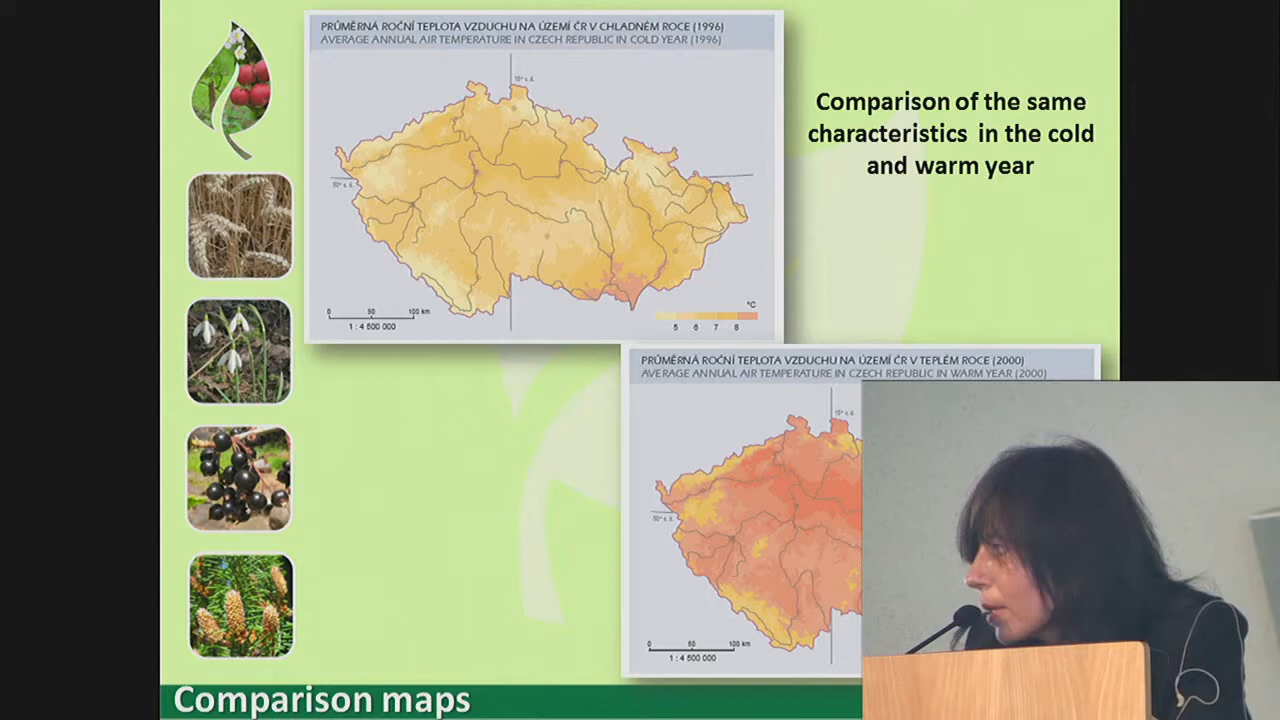 PRŮMĚRNÁ ROČNÍ TEPLOTA VZDUCHU NA ÚZEMÍ ČR V CHLADNÉM ROCE (1996)
AVERAGE ANNUAL AIR TEMPERATURE IN CZECH REPUBLIC IN COLD YEAR (1996)
15° v. d.
50° s. š.
0 50 100 km
1 : 4 500 000
°C
5 6 7 8
Comparison of the same
characteristics in the cold
and warm year
PRŮMĚRNÁ ROČNÍ TEPLOTA VZDUCHU NA ÚZEMÍ ČR V TEPLÉM ROCE (2000)
AVERAGE ANNUAL AIR TEMPERATURE IN CZECH REPUBLIC IN WARM YEAR (2000)
15° v. d.
50° s. š.
0 50 100 km
1 : 4 500 000
Comparison maps